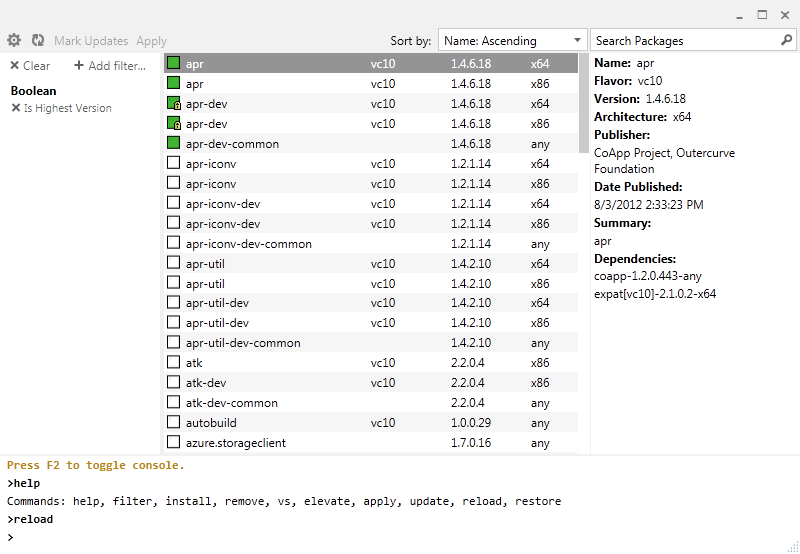 Mark Updates Apply Sort by: Name: Ascending Search Packages
Clear Add filter...
Boolean
Is Highest Version
apr vc10 1.4.6.18 x64
apr vc10 1.4.6.18 x86
apr-dev vc10 1.4.6.18 x64
apr-dev vc10 1.4.6.18 x86
apr-dev-common 1.4.6.18 any
apr-iconv vc10 1.2.1.14 x64
apr-iconv vc10 1.2.1.14 x86
apr-iconv-dev vc10 1.2.1.14 x64
apr-iconv-dev vc10 1.2.1.14 x86
apr-iconv-dev-common 1.2.1.14 any
apr-util vc10 1.4.2.10 x64
apr-util vc10 1.4.2.10 x86
apr-util-dev vc10 1.4.2.10 x64
apr-util-dev vc10 1.4.2.10 x86
apr-util-dev-common 1.4.2.10 any
atk vc10 2.2.0.4 x86
atk-dev vc10 2.2.0.4 x86
atk-dev-common 2.2.0.4 any
autobuild vc10 1.0.0.29 any
azure.storageclient 1.7.0.16 any
Name: apr
Flavor: vc10
Version: 1.4.6.18
Architecture: x64
Publisher:
CoApp Project, Outercurve
Foundation
Date Published:
8/3/2012 2:33:23 PM
Summary:
apr
Dependencies:
coapp-1.2.0.443-any
expat[vc10]-2.1.0.2-x64
Press F2 to toggle console.
>help
Commands: help, filter, install, remove, vs, elevate, apply, update, reload, restore
>reload
>